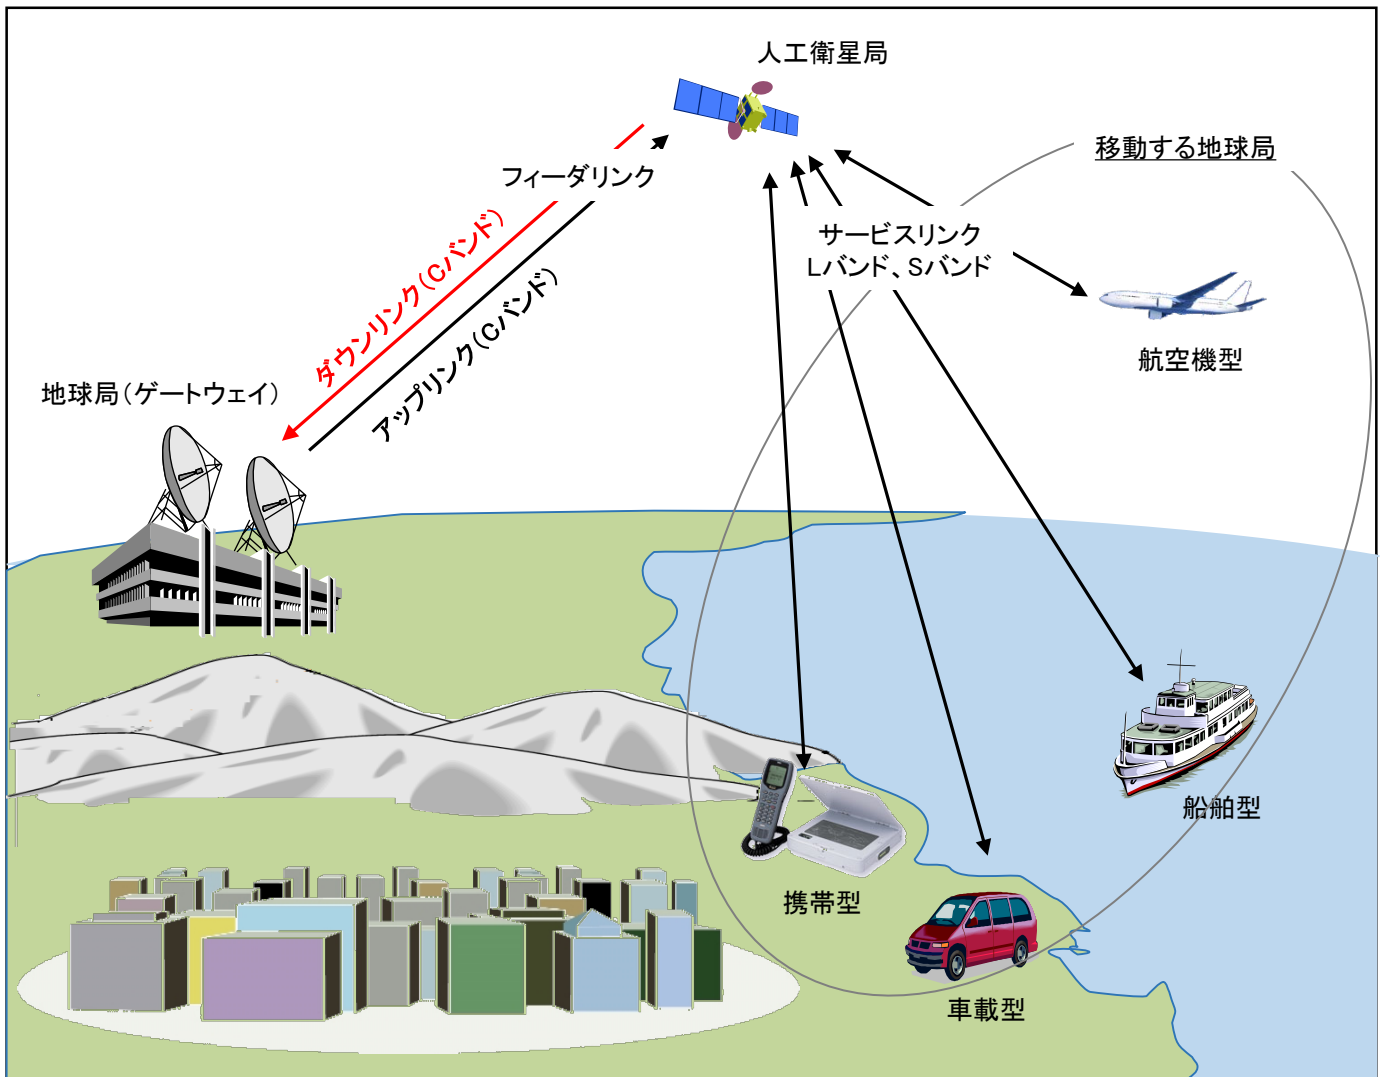 人工衛星局
移動する地球局
フィーダリンク
サービスリンク
Lバンド、Sバンド
ダウンリンク(Cバンド)
アップリンク(Cバンド)
航空機型
地球局(ゲートウェイ)
船舶型
携帯型
車載型